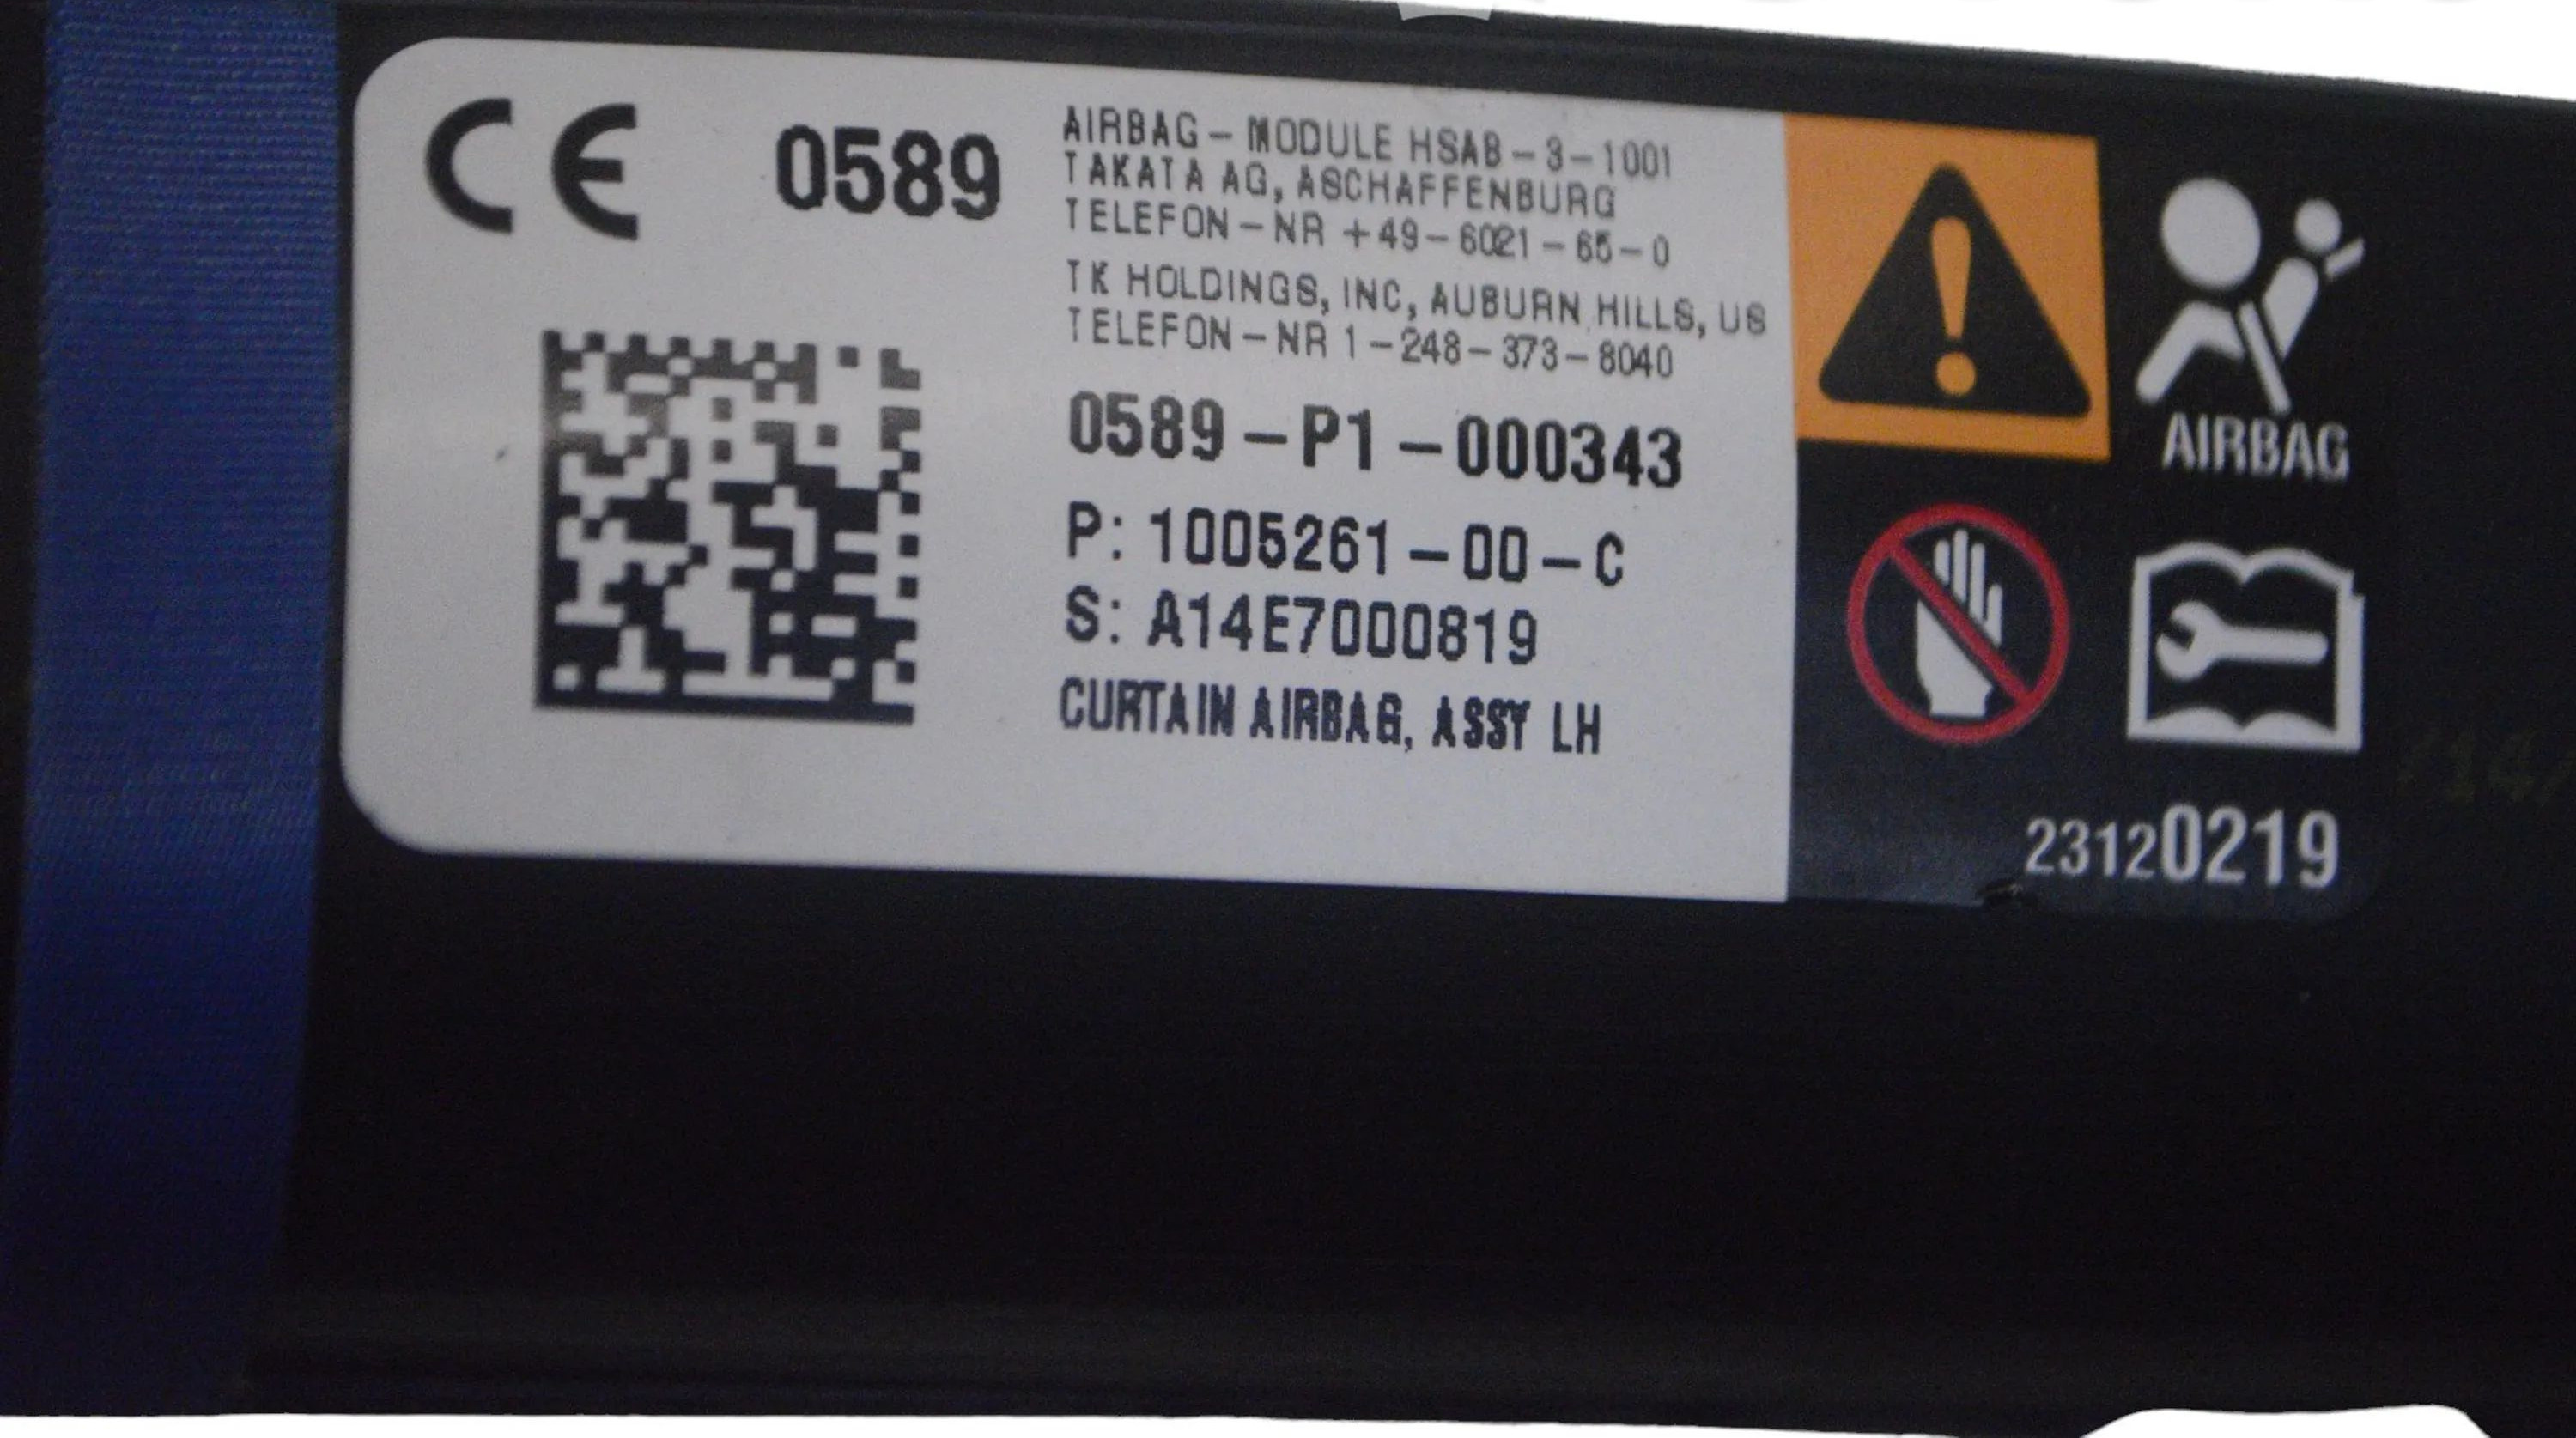 CE 0589
AIRBAG-MODULE HSAB-3-1001
TAKATA AG, ASCHAFFENBURG
TELEFON-NR +49-6021-65-0
TK HOLDINGS, INC, AUBURN HILLS, US
TELEFON-NR 1-248-373-8040
0589-P1-000343
P: 1005261-00-C
S: A14E7000819
CURTAIN AIRBAG, ASSY LH
AIRBAG
23120219